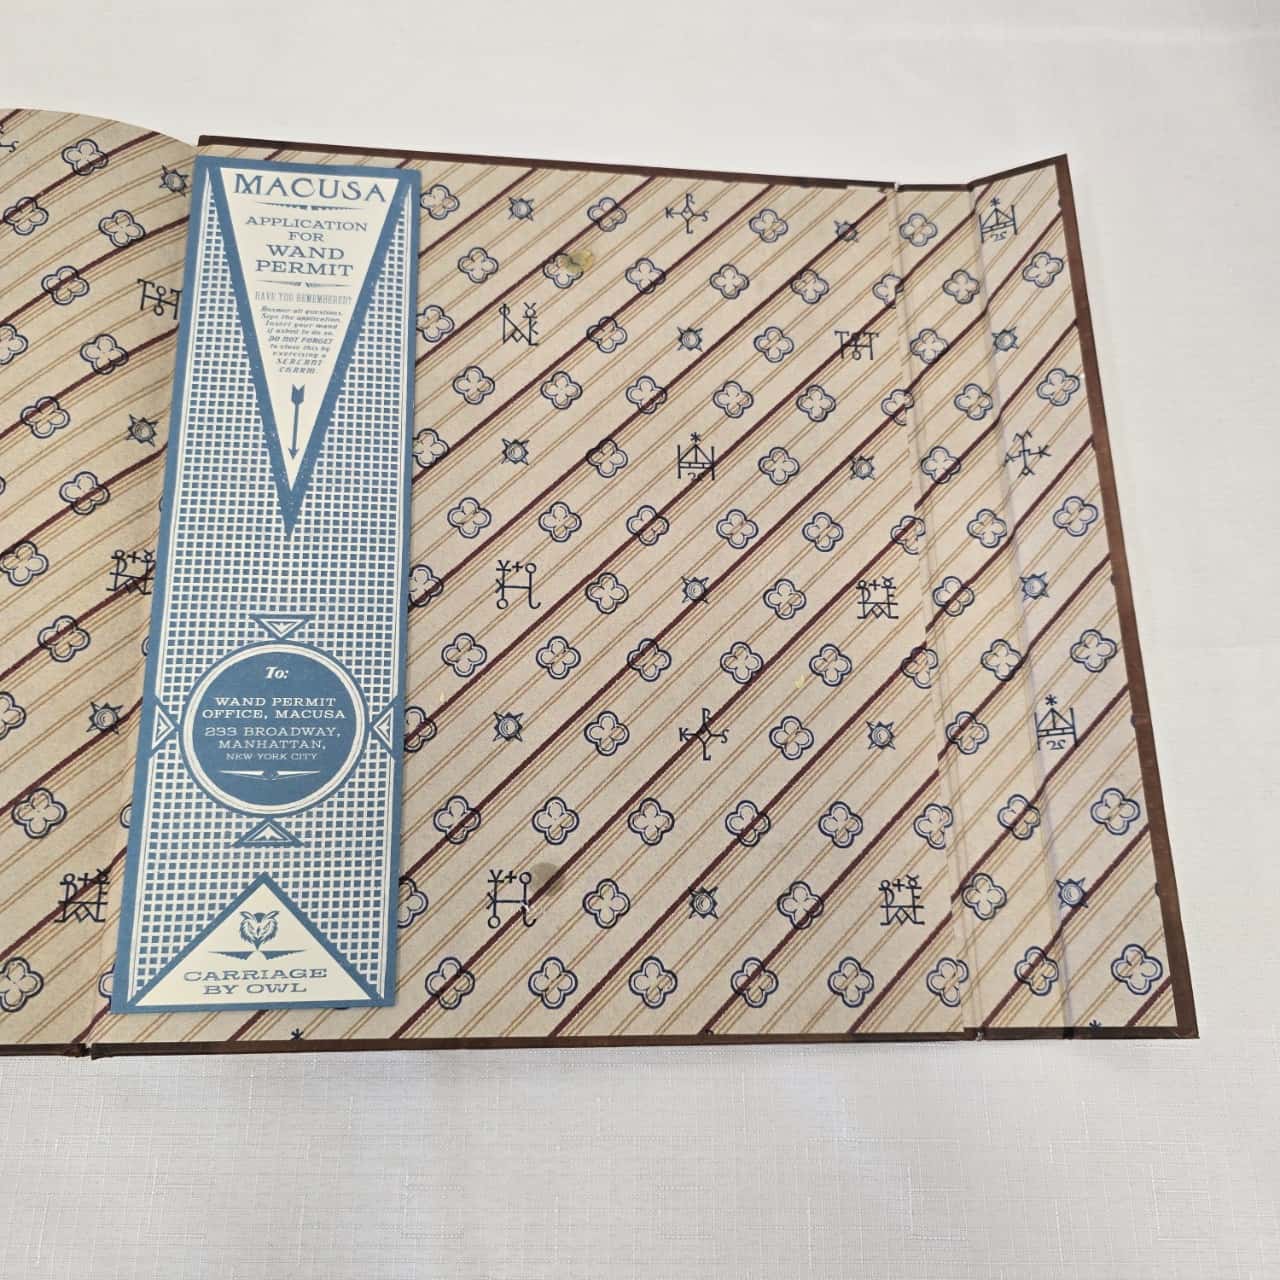 MACUSA
APPLICATION
FOR
WAND
PERMIT
HAVE YOU REMEMBERED?
Answer all questions.
Sign the application.
Insert your wand
if asked to do so.
DO NOT FORGET
to close this by
exercising a
SEALANT
CHARM.
To:
WAND PERMIT
OFFICE, MACUSA
233 BROADWAY,
MANHATTAN,
NEW YORK CITY
CARRIAGE
BY OWL